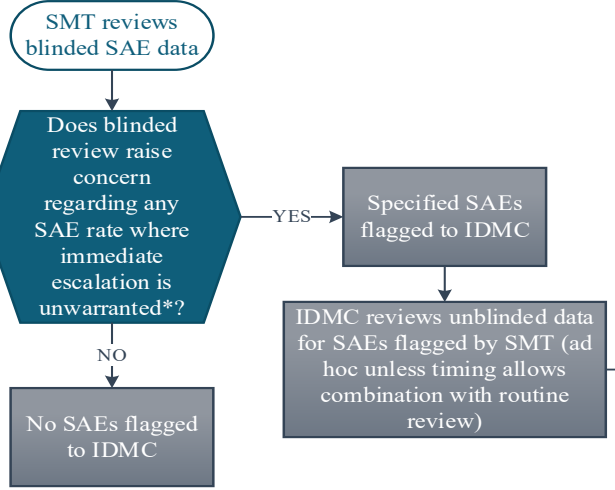 SMT reviews
blinded SAE data
Does blinded
review raise
concern
regarding any
SAE rate where
immediate
escalation is
unwarranted*?
YES
Specified SAEs
flagged to IDMC
IDMC reviews unblinded data
for SAEs flagged by SMT (ad
hoc unless timing allows
combination with routine
review)
NO
No SAEs flagged
to IDMC